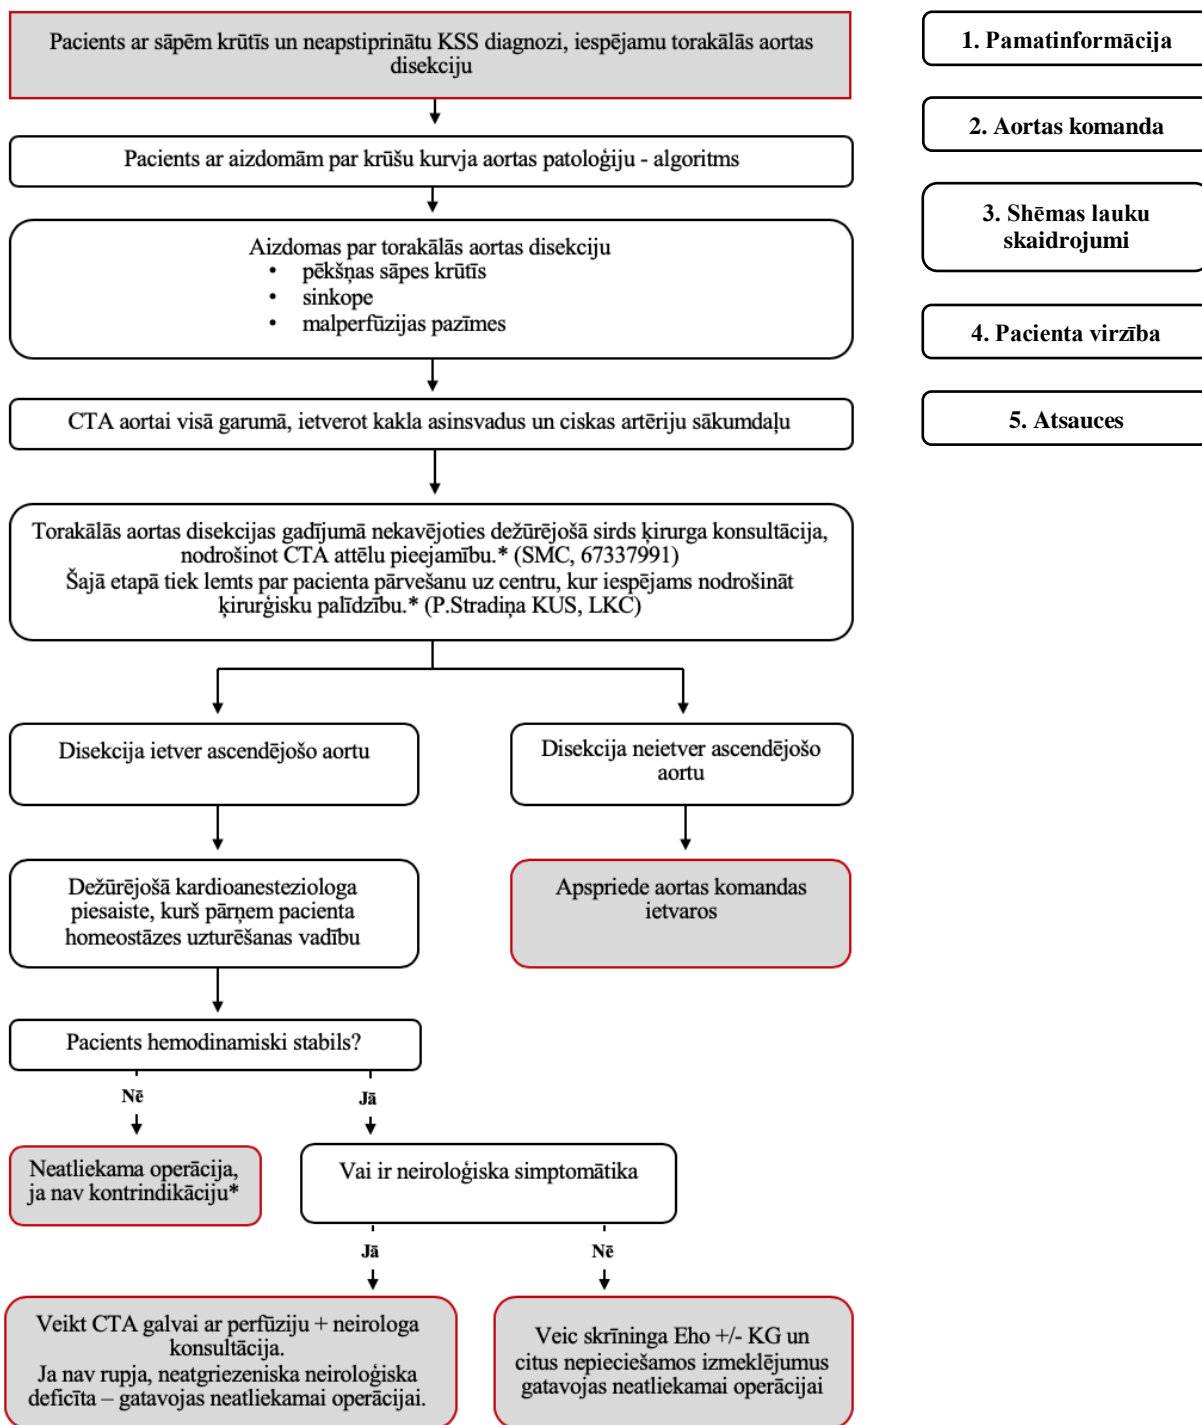 Pacients ar sāpēm krūtīs un neapstiprinātu KSS diagnozi, iespējamu torakālās aortas
disekciju
Pacients ar aizdomām par krūšu kurvja aortas patoloģiju - algoritms
Aizdomas par torakālās aortas disekciju
• pēkšņas sāpes krūtīs
• sinkope
• malperfūzijas pazīmes
CTA aortai visā garumā, ietverot kakla asinsvadus un ciskas artēriju sākumdaļu
Torakālās aortas disekcijas gadījumā nekavējoties dežūrējošā sirds ķirurga konsultācija,
nodrošinot CTA attēlu pieejamību.* (SMC, 67337991)
Šajā etapā tiek lemts par pacienta pārvešanu uz centru, kur iespējams nodrošināt
ķirurģisku palīdzību.* (P.Stradiņa KUS, LKC)
Disekcija ietver ascendējošo aortu
Disekcija neietver ascendējošo
aortu
Dežūrējošā kardioanesteziologa
piesaiste, kurš pārņem pacienta
homeostāzes uzturēšanas vadību
Apspriede aortas komandas
ietvaros
Pacients hemodinamiski stabils?
Nē
Jā
Neatliekama operācija,
ja nav kontrindikāciju*
Vai ir neiroloģiska simptomātika
Jā
Nē
Veikt CTA galvai ar perfūziju + neirologa
konsultācija.
Ja nav rupja, neatgriezeniska neiroloģiska
deficīta – gatavojas neatliekamai operācijai.
Veic skrīninga Eho +/- KG un
citus nepieciešamos izmeklējumus
gatavojas neatliekamai operācijai
1. Pamatinformācija
2. Aortas komanda
3. Shēmas lauku
skaidrojumi
4. Pacienta virzība
5. Atsauces